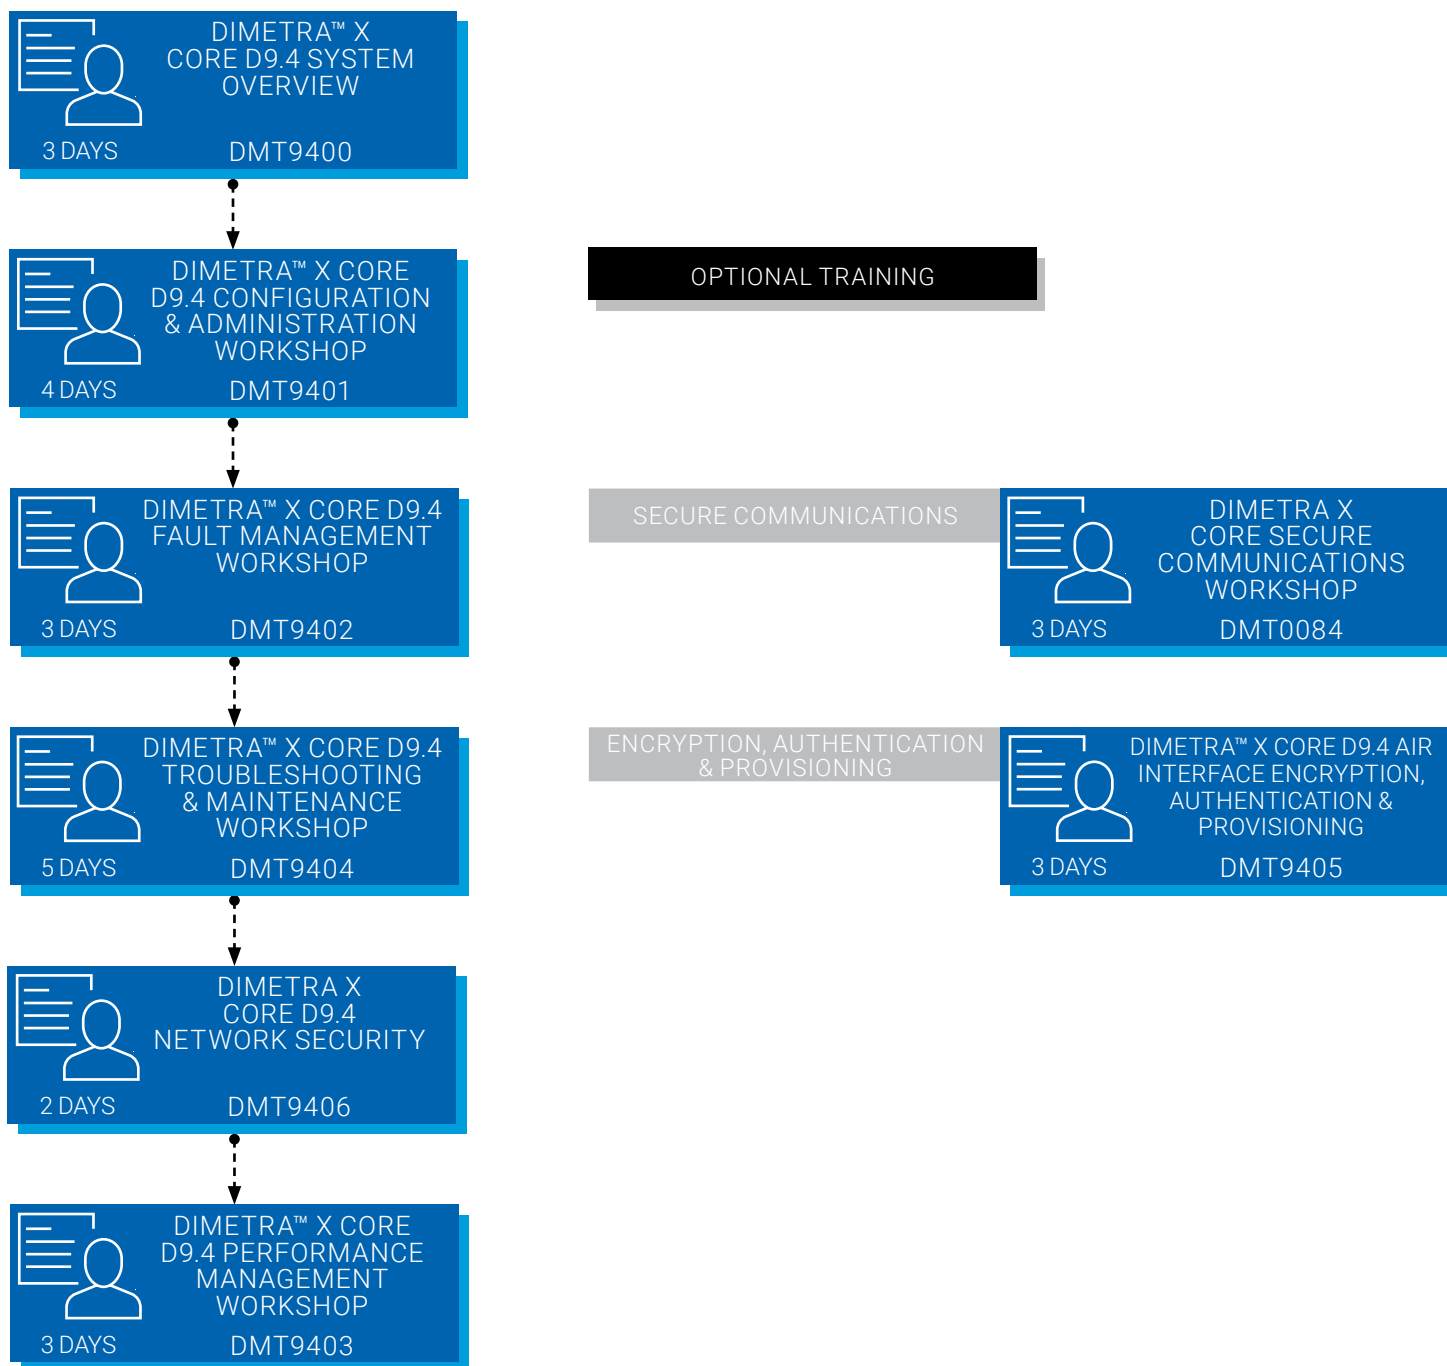 DIMETRA™ X
CORE D9.4 SYSTEM
OVERVIEW
3 DAYS
DMT9400
DIMETRA™ X CORE
D9.4 CONFIGURATION
& ADMINISTRATION
WORKSHOP
4 DAYS
DMT9401
DIMETRA™ X CORE D9.4
FAULT MANAGEMENT
WORKSHOP
3 DAYS
DMT9402
DIMETRA™ X CORE D9.4
TROUBLESHOOTING
& MAINTENANCE
WORKSHOP
5 DAYS
DMT9404
DIMETRA X
CORE D9.4
NETWORK SECURITY
2 DAYS
DMT9406
DIMETRA™ X CORE
D9.4 PERFORMANCE
MANAGEMENT
WORKSHOP
3 DAYS
DMT9403
OPTIONAL TRAINING
SECURE COMMUNICATIONS
DIMETRA X
CORE SECURE
COMMUNICATIONS
WORKSHOP
3 DAYS
DMT0084
ENCRYPTION, AUTHENTICATION
& PROVISIONING
DIMETRA™ X CORE D9.4 AIR
INTERFACE ENCRYPTION,
AUTHENTICATION &
PROVISIONING
3 DAYS
DMT9405